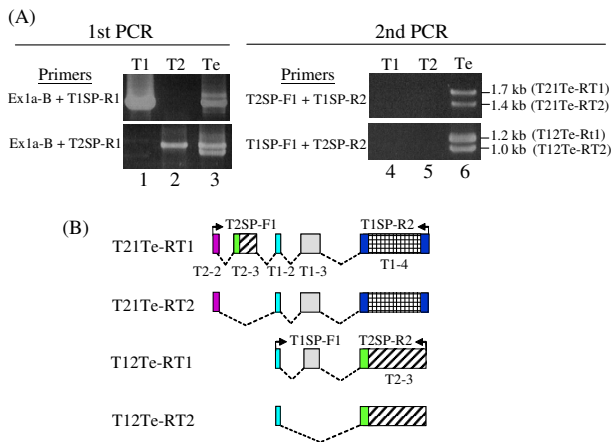 (A)
1st PCR
2nd PCR
Primers
T1 T2 Te
Ex1a-B + T1SP-R1
Ex1a-B + T2SP-R1
1 2 3
Primers
T1 T2 Te
T2SP-F1 + T1SP-R2
1.7 kb (T21Te-RT1)
1.4 kb (T21Te-RT2)
T1SP-F1 + T2SP-R2
1.2 kb (T12Te-Rt1)
1.0 kb (T12Te-RT2)
4 5 6
(B)
T2SP-F1 T1SP-R2
T21Te-RT1
T2-2 T2-3 T1-2 T1-3 T1-4
T21Te-RT2
T1SP-F1 T2SP-R2
T12Te-RT1
T2-3
T12Te-RT2